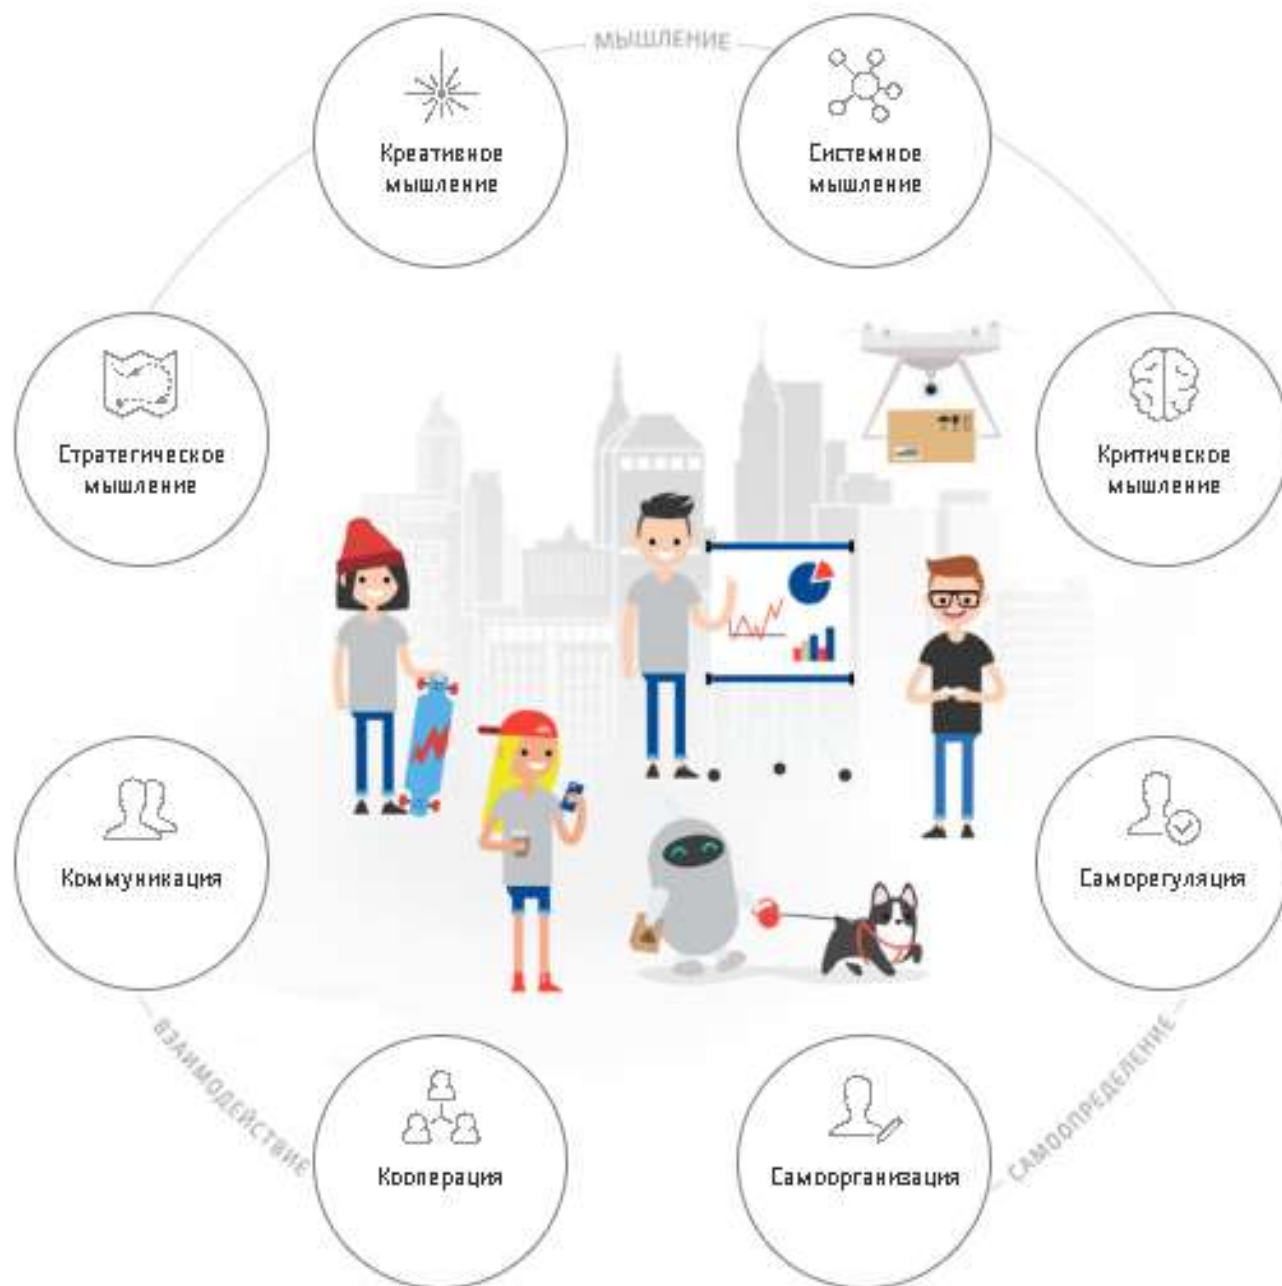 МЫШЛЕНИЕ
Креативное
мышление
Системное
мышление
Стратегическое
мышление
Критическое
мышление
Коммуникация
Саморегуляция
ВЗАИМОДЕЙСТВИЕ
САМООПРЕДЕЛЕНИЕ
Кооперация
Самоорганизация